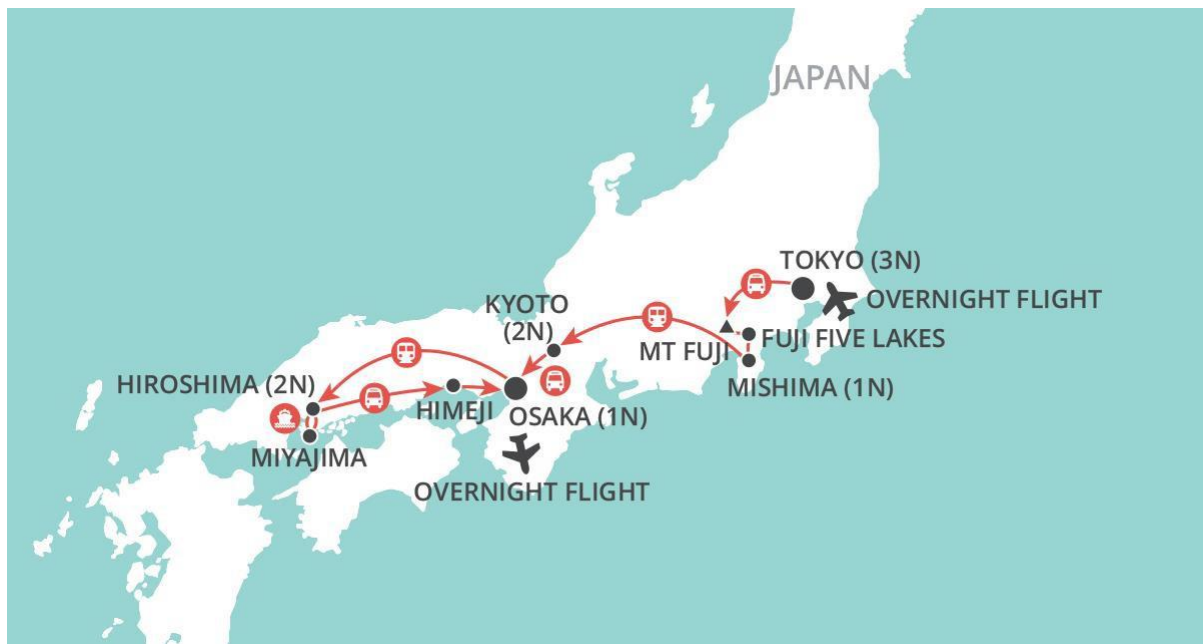 JAPAN
TOKYO (3N)
OVERNIGHT FLIGHT
KYOTO
(2N)
MT FUJI
FUJI FIVE LAKES
MISHIMA (1N)
HIROSHIMA (2N)
HIMEJI
OSAKA (1N)
MIYAJIMA
OVERNIGHT FLIGHT